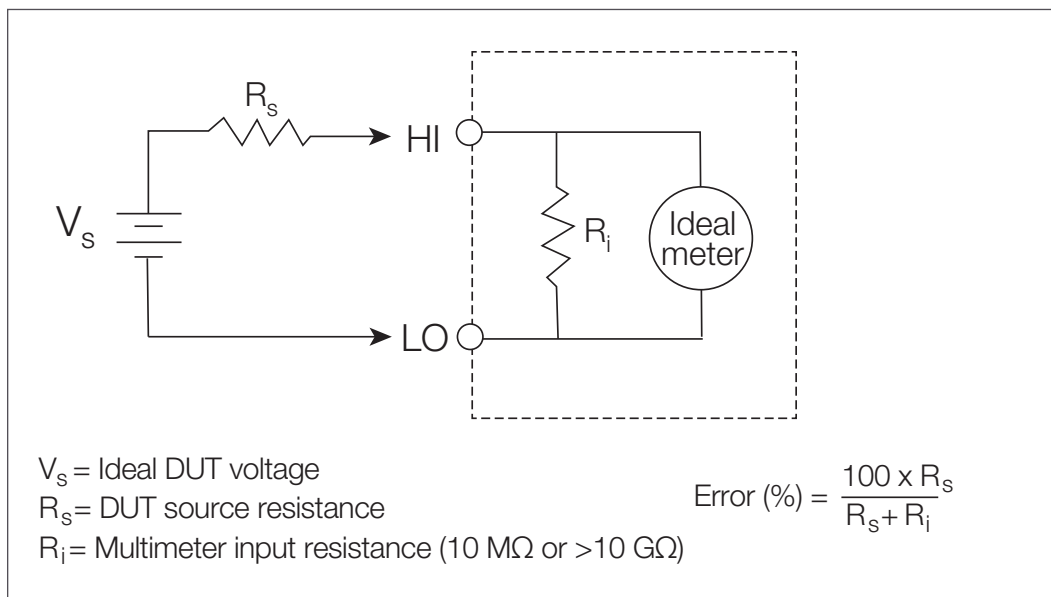 Rs
HI
Vs
Ri
Ideal
meter
LO
Vs = Ideal DUT voltage
Rs = DUT source resistance
Ri = Multimeter input resistance (10 MΩ or >10 GΩ)
Error (%) = 100 x Rs / Rs + Ri